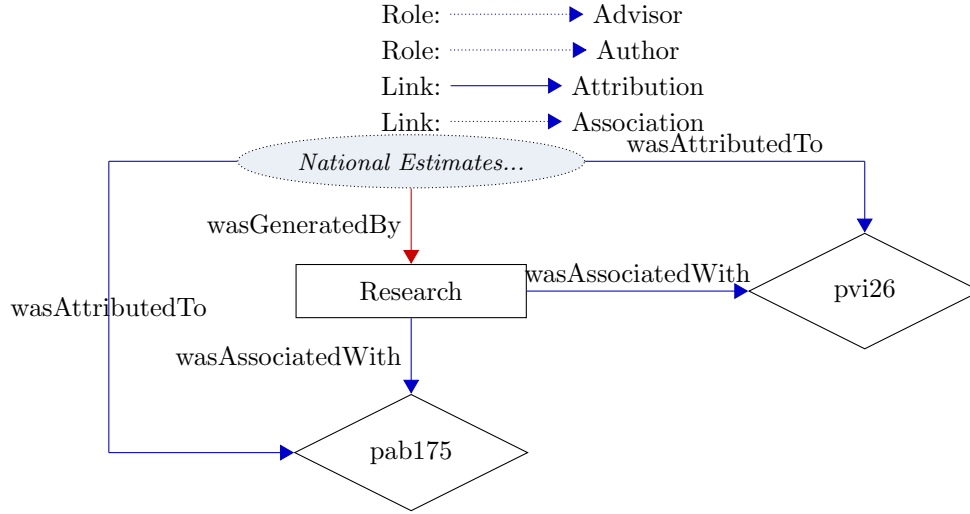 Role: Advisor
Role: Author
Link: Attribution
Link: Association
wasAttributedTo
National Estimates...
wasGeneratedBy
wasAssociatedWith
Research
pvi26
wasAttributedTo
wasAssociatedWith
pab175